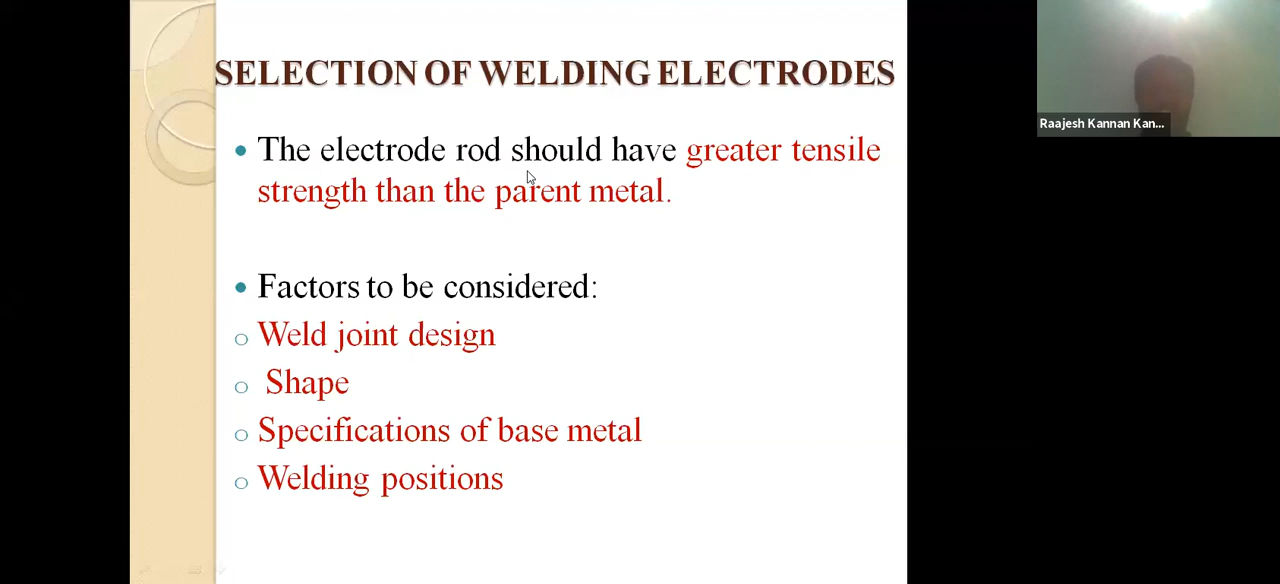 SELECTION OF WELDING ELECTRODES
The electrode rod should have greater tensile
strength than the parent metal.
Factors to be considered:
Weld joint design
Shape
Specifications of base metal
Welding positions
Raajesh Kannan Kan...